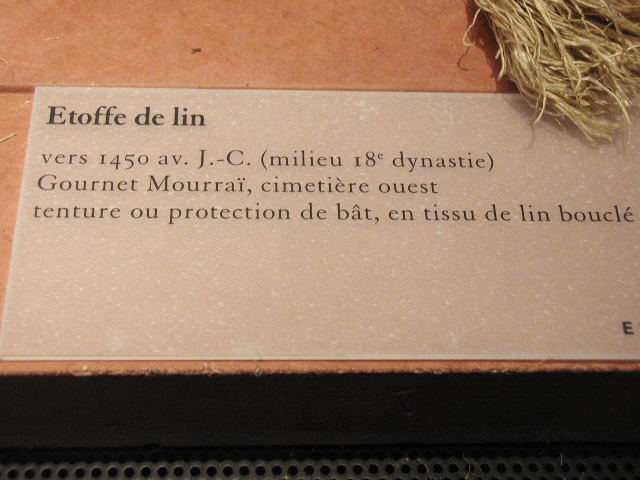 Etoffe de lin
vers 1450 av. J.-C. (milieu 18e dynastie)
Gournet Mourraï, cimetière ouest
tenture ou protection de bât, en tissu de lin bouclé
E